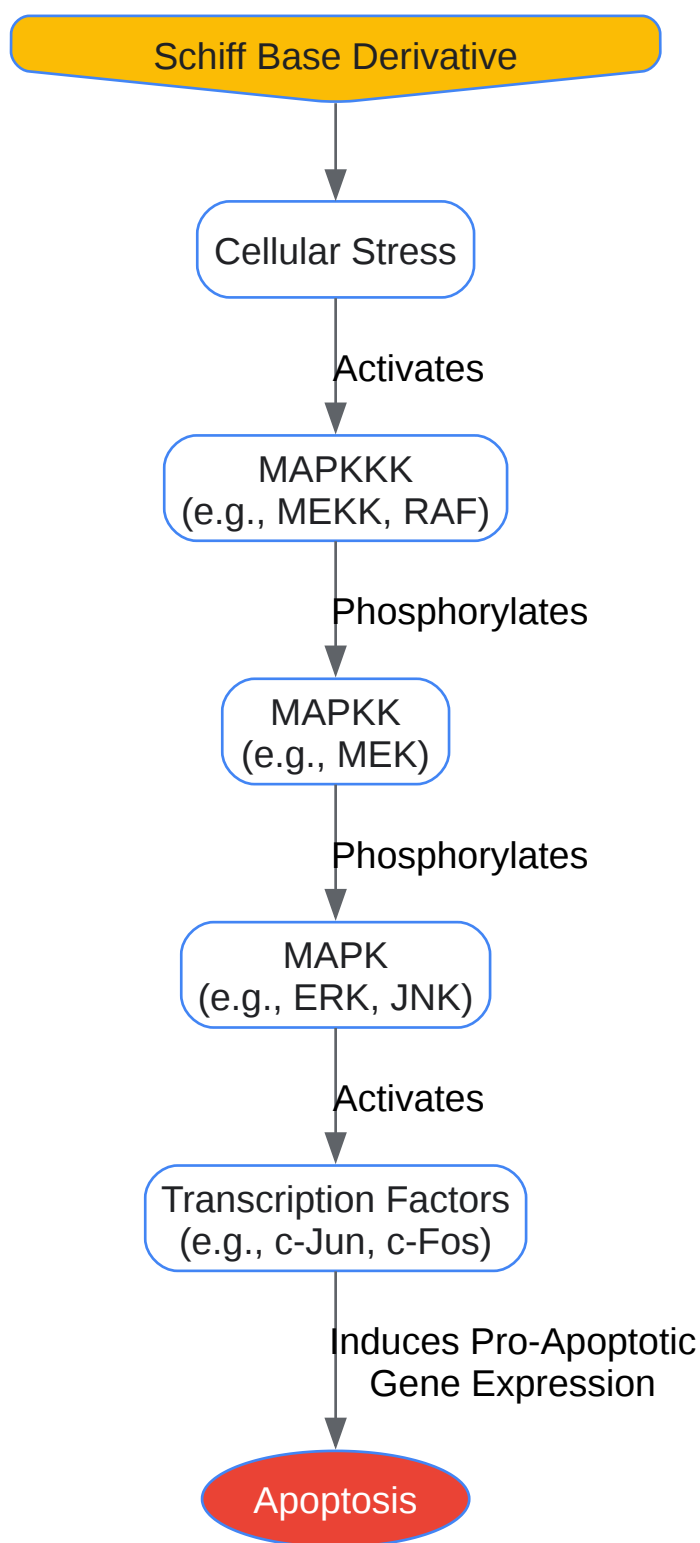 Schiff Base Derivative
Cellular Stress
Activates
MAPKKK
(e.g., MEKK, RAF)
Phosphorylates
MAPKK
(e.g., MEK)
Phosphorylates
MAPK
(e.g., ERK, JNK)
Activates
Transcription Factors
(e.g., c-Jun, c-Fos)
Induces Pro-Apoptotic
Gene Expression
Apoptosis